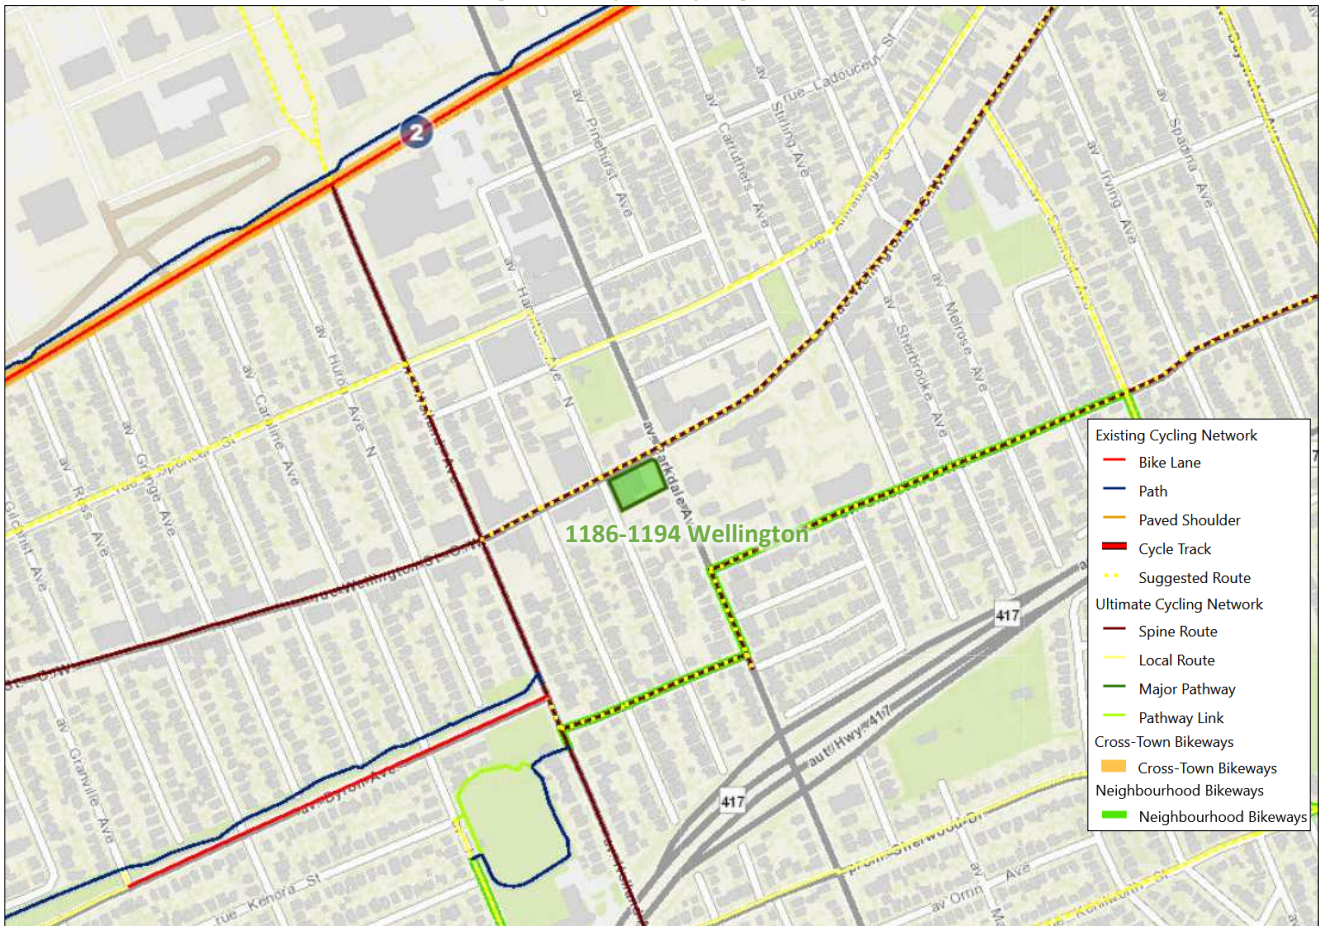 2
rue Ladouceur St
av Pinehurst Ave
av Carruthers Ave
av Stirling Ave
av Spadina Ave
av Irving Ave
av Melrose Ave
av Sherbrooke Ave
av Huron Ave N
av Caroline Ave
av Grange Ave
av Ross Ave
Gilchrist Ave
rue Spencer St
av Parkdale Ave
1186-1194 Wellington
rue Wellington St. O./W.
417
417
aut./Hwy. 417
av Byron Ave
av Granville Ave
rue Kenora St
prom. Sherwood Dr
av Orrin Ave
Kenilworth St
Existing Cycling Network
Bike Lane
Path
Paved Shoulder
Cycle Track
Suggested Route
Ultimate Cycling Network
Spine Route
Local Route
Major Pathway
Pathway Link
Cross-Town Bikeways
Cross-Town Bikeways
Neighbourhood Bikeways
Neighbourhood Bikeways